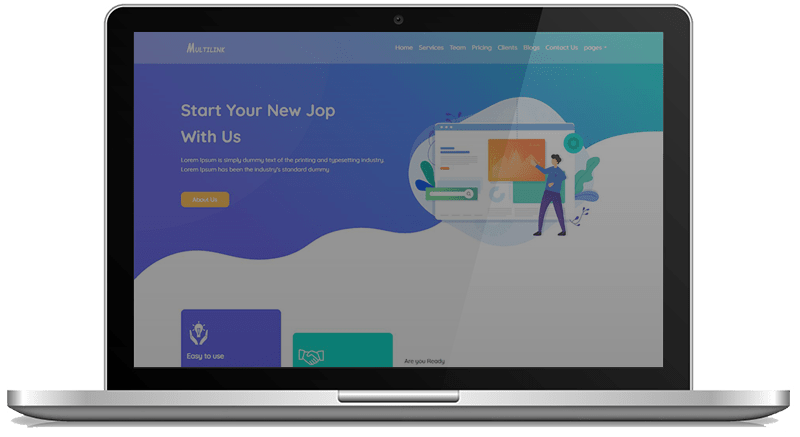 MULTILINK
Home Services Team Pricing Clients Blogs Contact Us pages
Start Your New Jop
With Us
Lorem Ipsum is simply dummy text of the printing and typesetting industry.
Lorem Ipsum has been the industry's standard dummy
About Us
Easy to use
Are you Ready